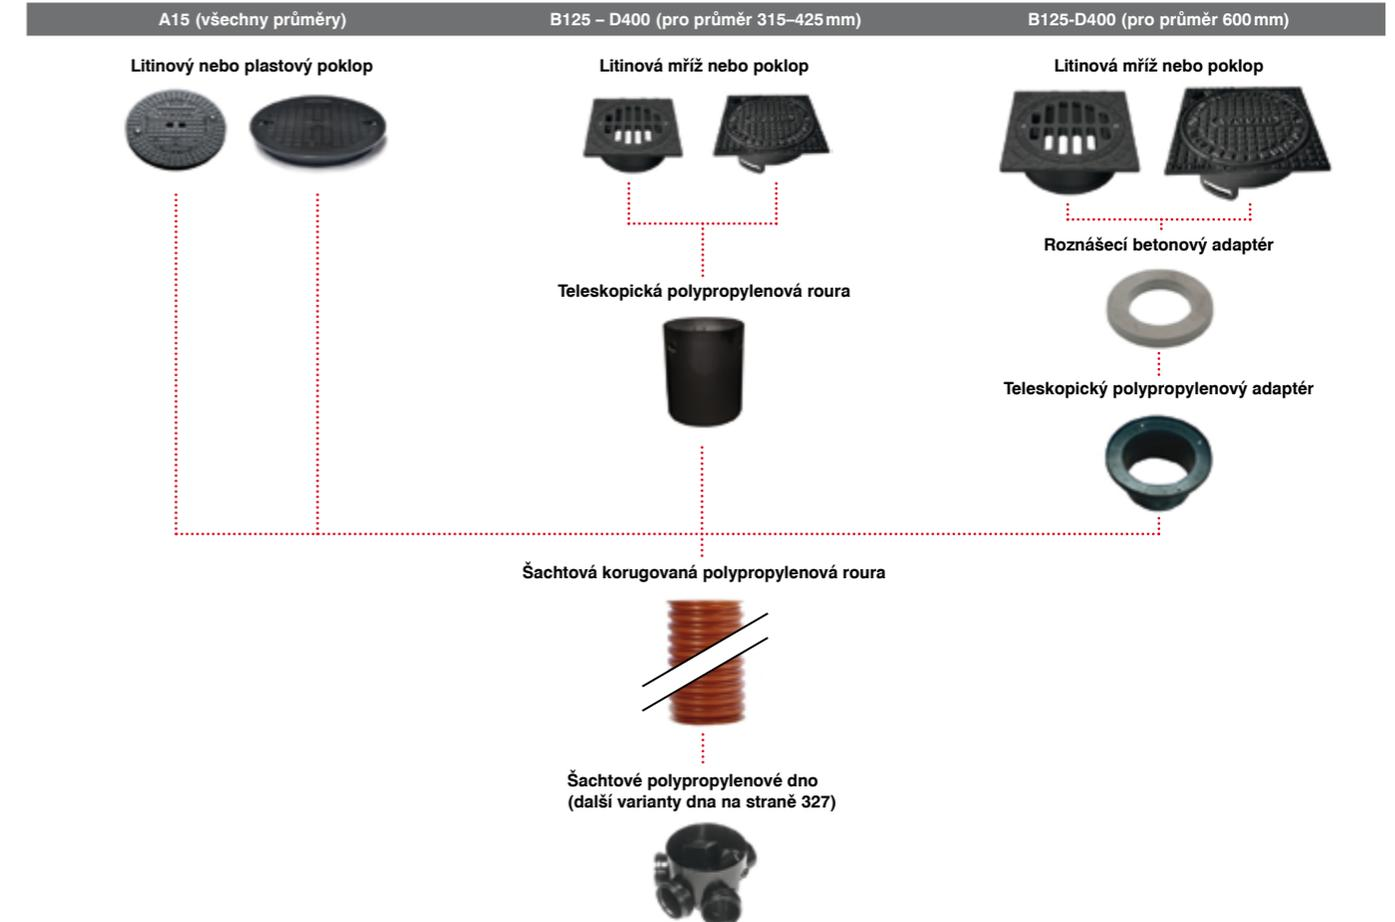 A15 (všechny průměry)
B125 – D400 (pro průměr 315–425 mm)
B125-D400 (pro průměr 600 mm)
Litinový nebo plastový poklop
Litinová mříž nebo poklop
Litinová mříž nebo poklop
Roznášecí betonový adaptér
Teleskopická polypropylenová roura
Teleskopický polypropylenový adaptér
Šachtová korugovaná polypropylenová roura
Šachtové polypropylenové dno
(další varianty dna na straně 327)